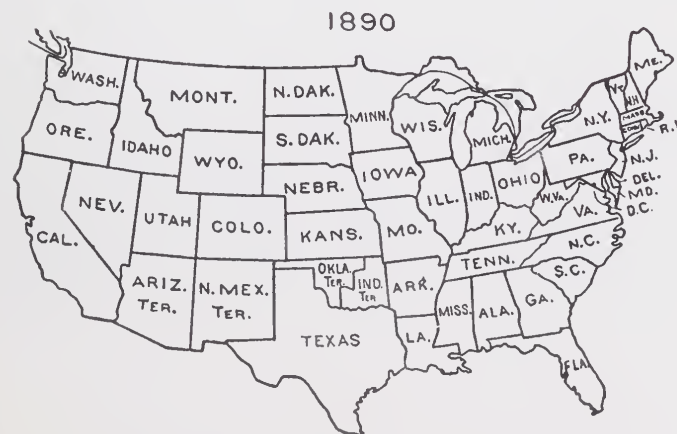 1890
WASH.
MONT.
N. DAK.
MINN.
ME.
VT.
N.H.
MASS.
CONN.
R.I.
ORE.
IDAHO
WYO.
S. DAK.
WIS.
MICH.
N.Y.
NEBR.
IOWA
PA.
N.J.
DEL.
MD.
D.C.
NEV.
UTAH
COLO.
KANS.
MO.
ILL.
IND.
OHIO
W.VA.
VA.
KY.
CAL.
ARIZ.
TER.
N. MEX.
TER.
OKLA.
TER.
IND.
TER
ARK.
TENN.
N.C.
S.C.
TEXAS
LA.
MISS.
ALA.
GA.
FLA.